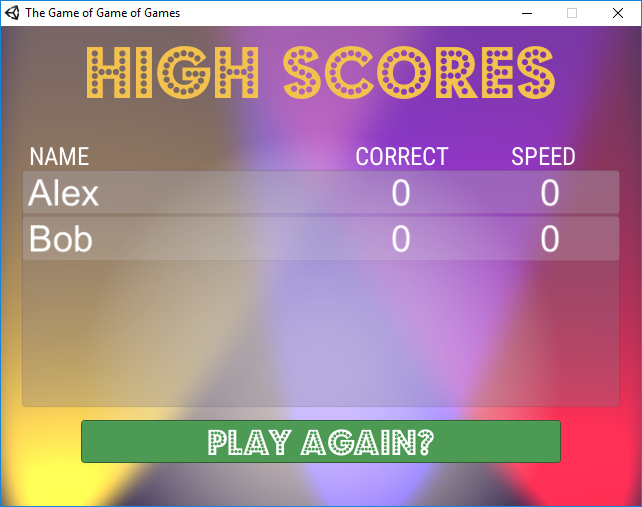 The Game of Game of Games
HIGH SCORES
NAME CORRECT SPEED
Alex 0 0
Bob 0 0
PLAY AGAIN?